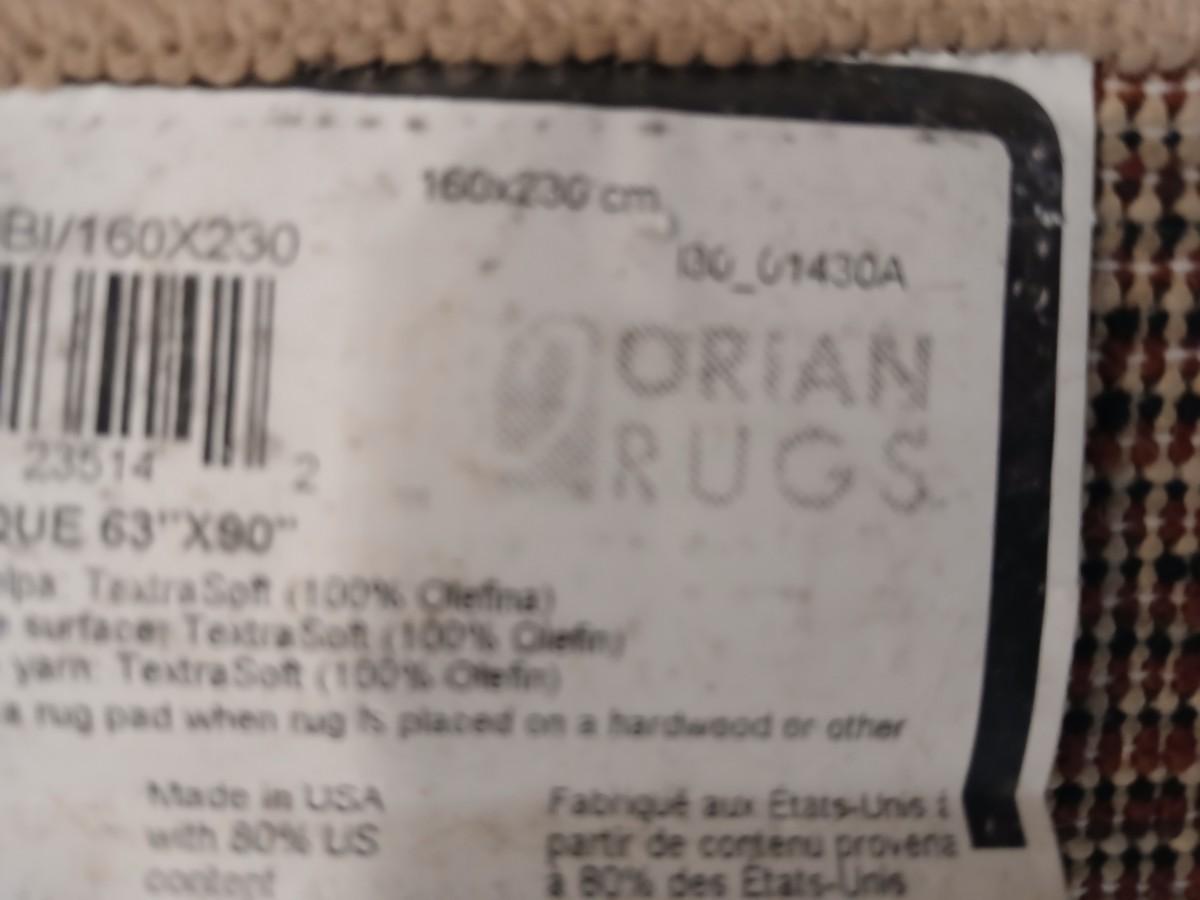 160x230 cm
BI/160X230
_01430A
ORIAN
RUGS
23514 2
QUE 63"X90"
lpa: TextraSoft (100% Olefina)
surface: TextraSoft (100% Olefin)
yarn: TextraSoft (100% Olefin)
a rug pad when rug is placed on a hardwood or other
Made in USA
with 80% US
content
Fabriqué aux États-Unis à
partir de contenu provena
à 80% des États-Unis